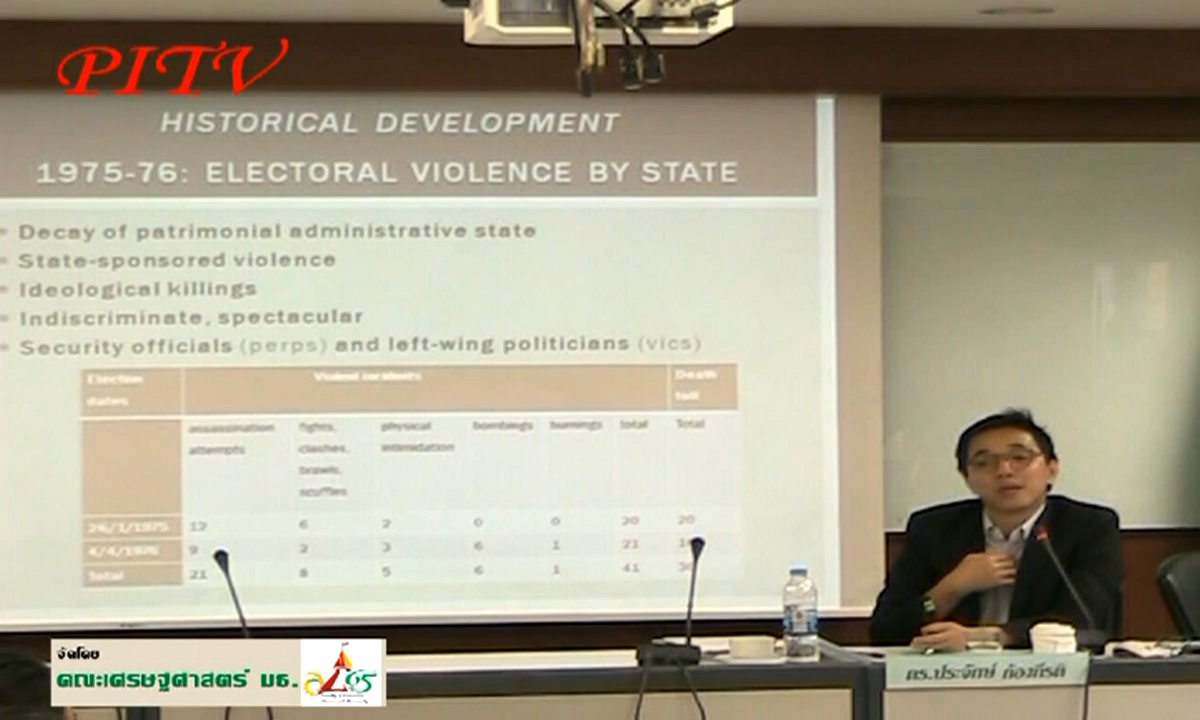 PITV
HISTORICAL DEVELOPMENT
1975-76: ELECTORAL VIOLENCE BY STATE
Decay of patrimonial administrative state
State-sponsored violence
Ideological killings
Indiscriminate, spectacular
Security officials (perps) and left-wing politicians (vics)
Election dates Violent incidents Death toll
assassination attempts fights, clashes, brawls, scuffles physical intimidation bombings burnings total Total
26/1/1975 12 6 2 0 0 20 20
4/4/1976 9 2 3 6 1 21
Total 21 8 5 6 1 41
จัดโดย
คณะเศรษฐศาสตร์ มธ.
ดร.ประจักษ์ ก้องกีรติ